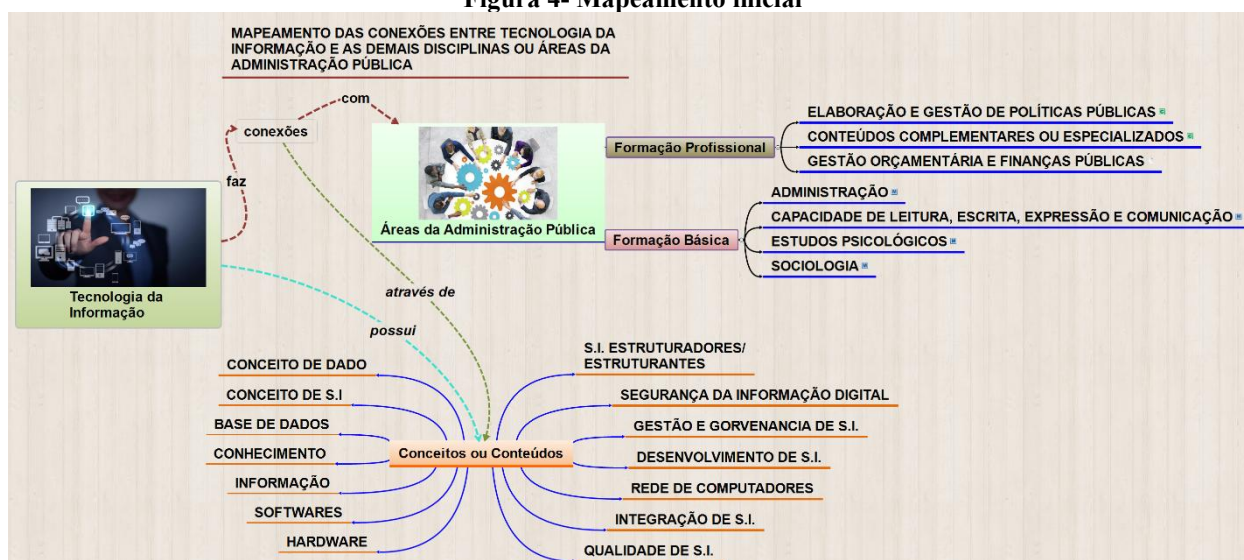 Figura 4- Mapeamento inicial
MAPEAMENTO DAS CONEXÕES ENTRE TECNOLOGIA DA
INFORMAÇÃO E AS DEMAIS DISCIPLINAS OU ÁREAS DA
ADMINISTRAÇÃO PÚBLICA
com
conexões
faz
Tecnologia da
Informação
Áreas da Administração Pública
Formação Profissional
ELABORAÇÃO E GESTÃO DE POLÍTICAS PÚBLICAS
CONTEÚDOS COMPLEMENTARES OU ESPECIALIZADOS
GESTÃO ORÇAMENTÁRIA E FINANÇAS PÚBLICAS
Formação Básica
ADMINISTRAÇÃO
CAPACIDADE DE LEITURA, ESCRITA, EXPRESSÃO E COMUNICAÇÃO
ESTUDOS PSICOLÓGICOS
SOCIOLOGIA
através de
possui
Conceitos ou Conteúdos
CONCEITO DE DADO
CONCEITO DE S.I
BASE DE DADOS
CONHECIMENTO
INFORMAÇÃO
SOFTWARES
HARDWARE
S.I. ESTRUTURADORES/
ESTRUTURANTES
SEGURANÇA DA INFORMAÇÃO DIGITAL
GESTÃO E GORVENANCIA DE S.I.
DESENVOLVIMENTO DE S.I.
REDE DE COMPUTADORES
INTEGRAÇÃO DE S.I.
QUALIDADE DE S.I.